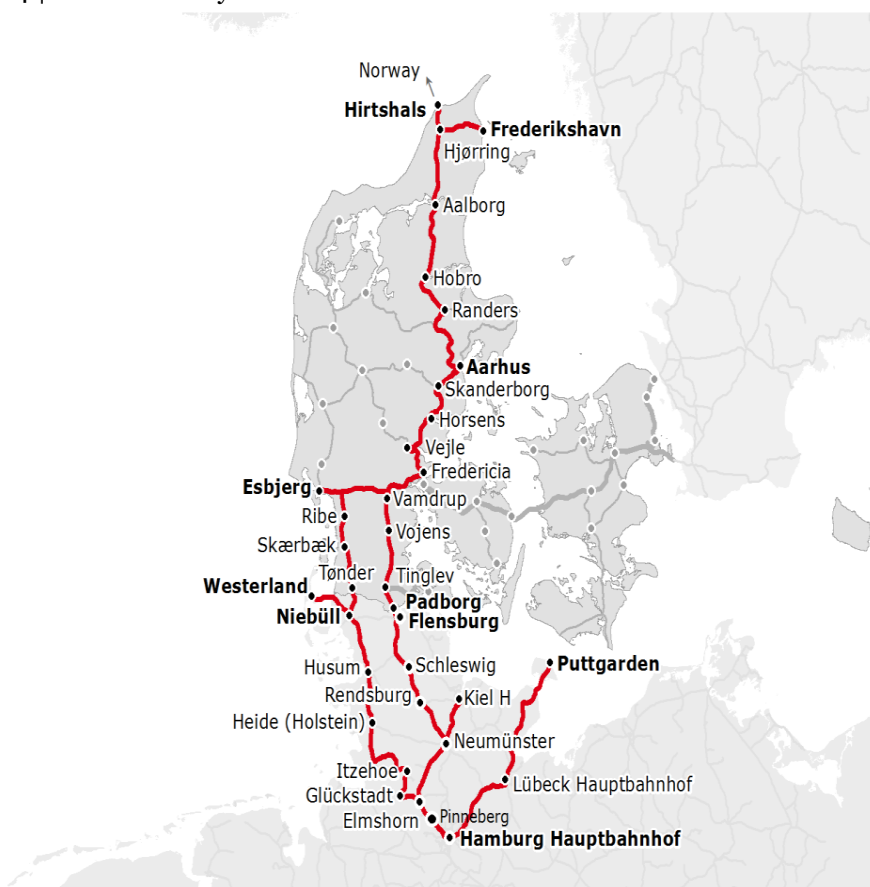 Norway
Hirtshals
Frederikshavn
Hjørring
Aalborg
Hobro
Randers
Aarhus
Skanderborg
Horsens
Vejle
Fredericia
Esbjerg
Vamdrup
Ribe
Vojens
Skærbæk
Tønder
Tinglev
Westerland
Padborg
Niebüll
Flensburg
Husum
Schleswig
Puttgarden
Rendsburg
Kiel H
Heide (Holstein)
Neumünster
Itzehoe
Lübeck Hauptbahnhof
Glückstadt
Elmshorn
Pinneberg
Hamburg Hauptbahnhof